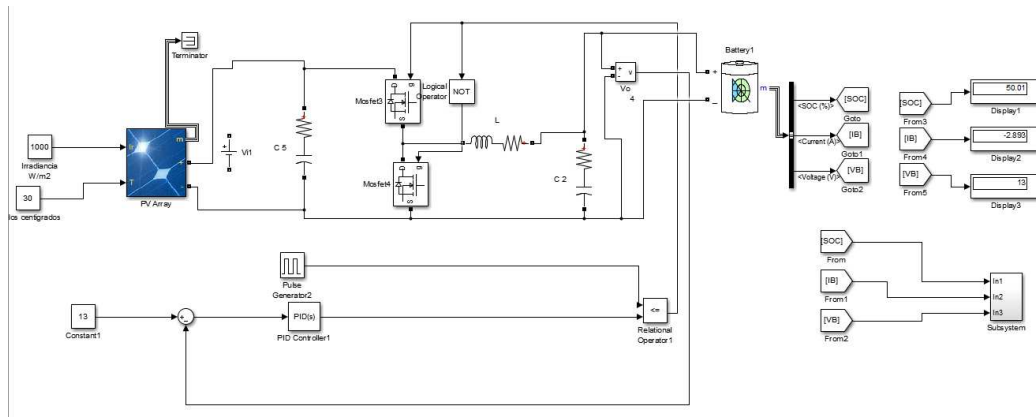 Terminator
1000
Irradiancia
W/m2
30
los centigrados
Ir
T
m
+
-
PV Array
+
Vi1
C 5
Mosfet3
g
D
S
Logical
Operator
NOT
L
Mosfet4
g
D
S
C 2
+
-
v
Vo
4
Battery1
+
_
m
<SOC (%)>
<Current (A)>
<Voltage (V)>
[SOC]
Goto
[IB]
Goto1
[VB]
Goto2
[SOC]
From3
[IB]
From4
[VB]
From5
50.01
Display1
-2.893
Display2
13
Display3
Pulse
Generator2
13
Constant1
+
-
PID(s)
PID Controller1
<=
Relational
Operator1
[SOC]
From
[IB]
From1
[VB]
From2
In1
In2
In3
Subsystem